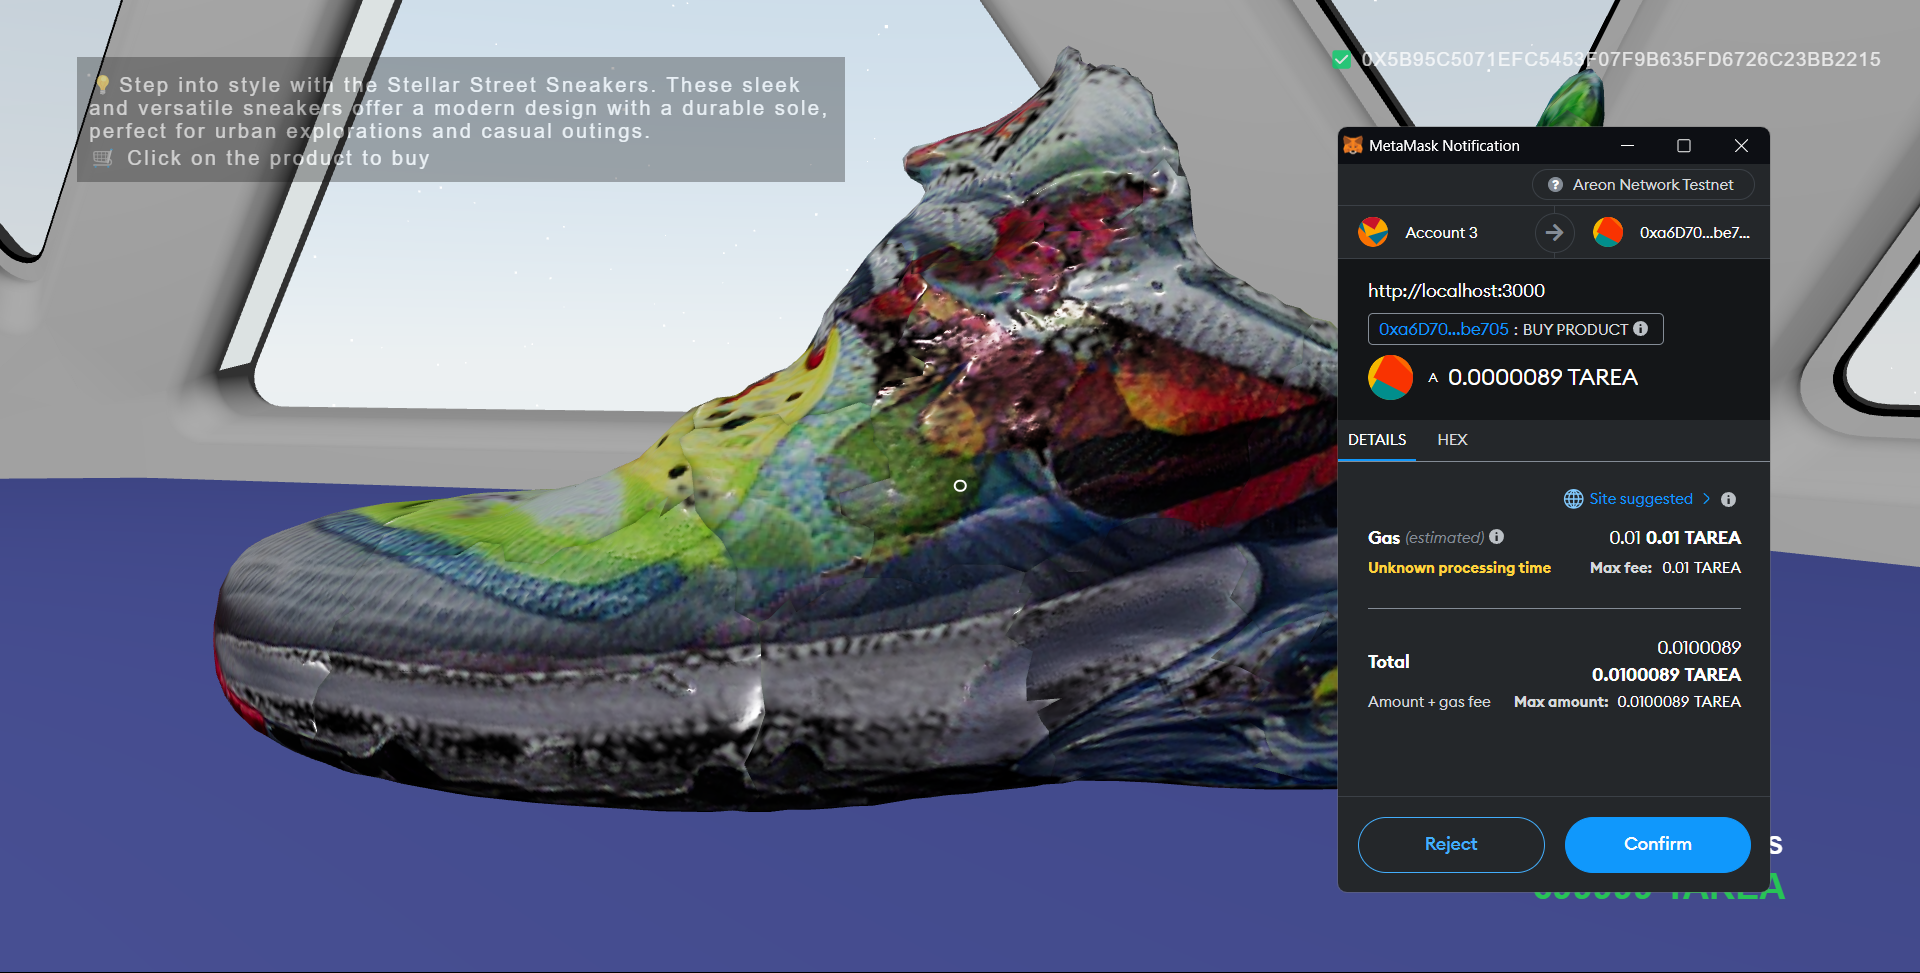 Step into style with the Stellar Street Sneakers. These sleek
and versatile sneakers offer a modern design with a durable sole,
perfect for urban explorations and casual outings.
Click on the product to buy
0X5B95C5071EFC5453F07F9B635FD6726C23BB2215
MetaMask Notification
Areon Network Testnet
Account 3
0xa6D70...be7...
http://localhost:3000
0xa6D70...be705 : BUY PRODUCT
A 0.0000089 TAREA
DETAILS HEX
Site suggested >
Gas (estimated) 0.01 0.01 TAREA
Unknown processing time Max fee: 0.01 TAREA
0.0100089
Total
0.0100089 TAREA
Amount + gas fee Max amount: 0.0100089 TAREA
Reject Confirm